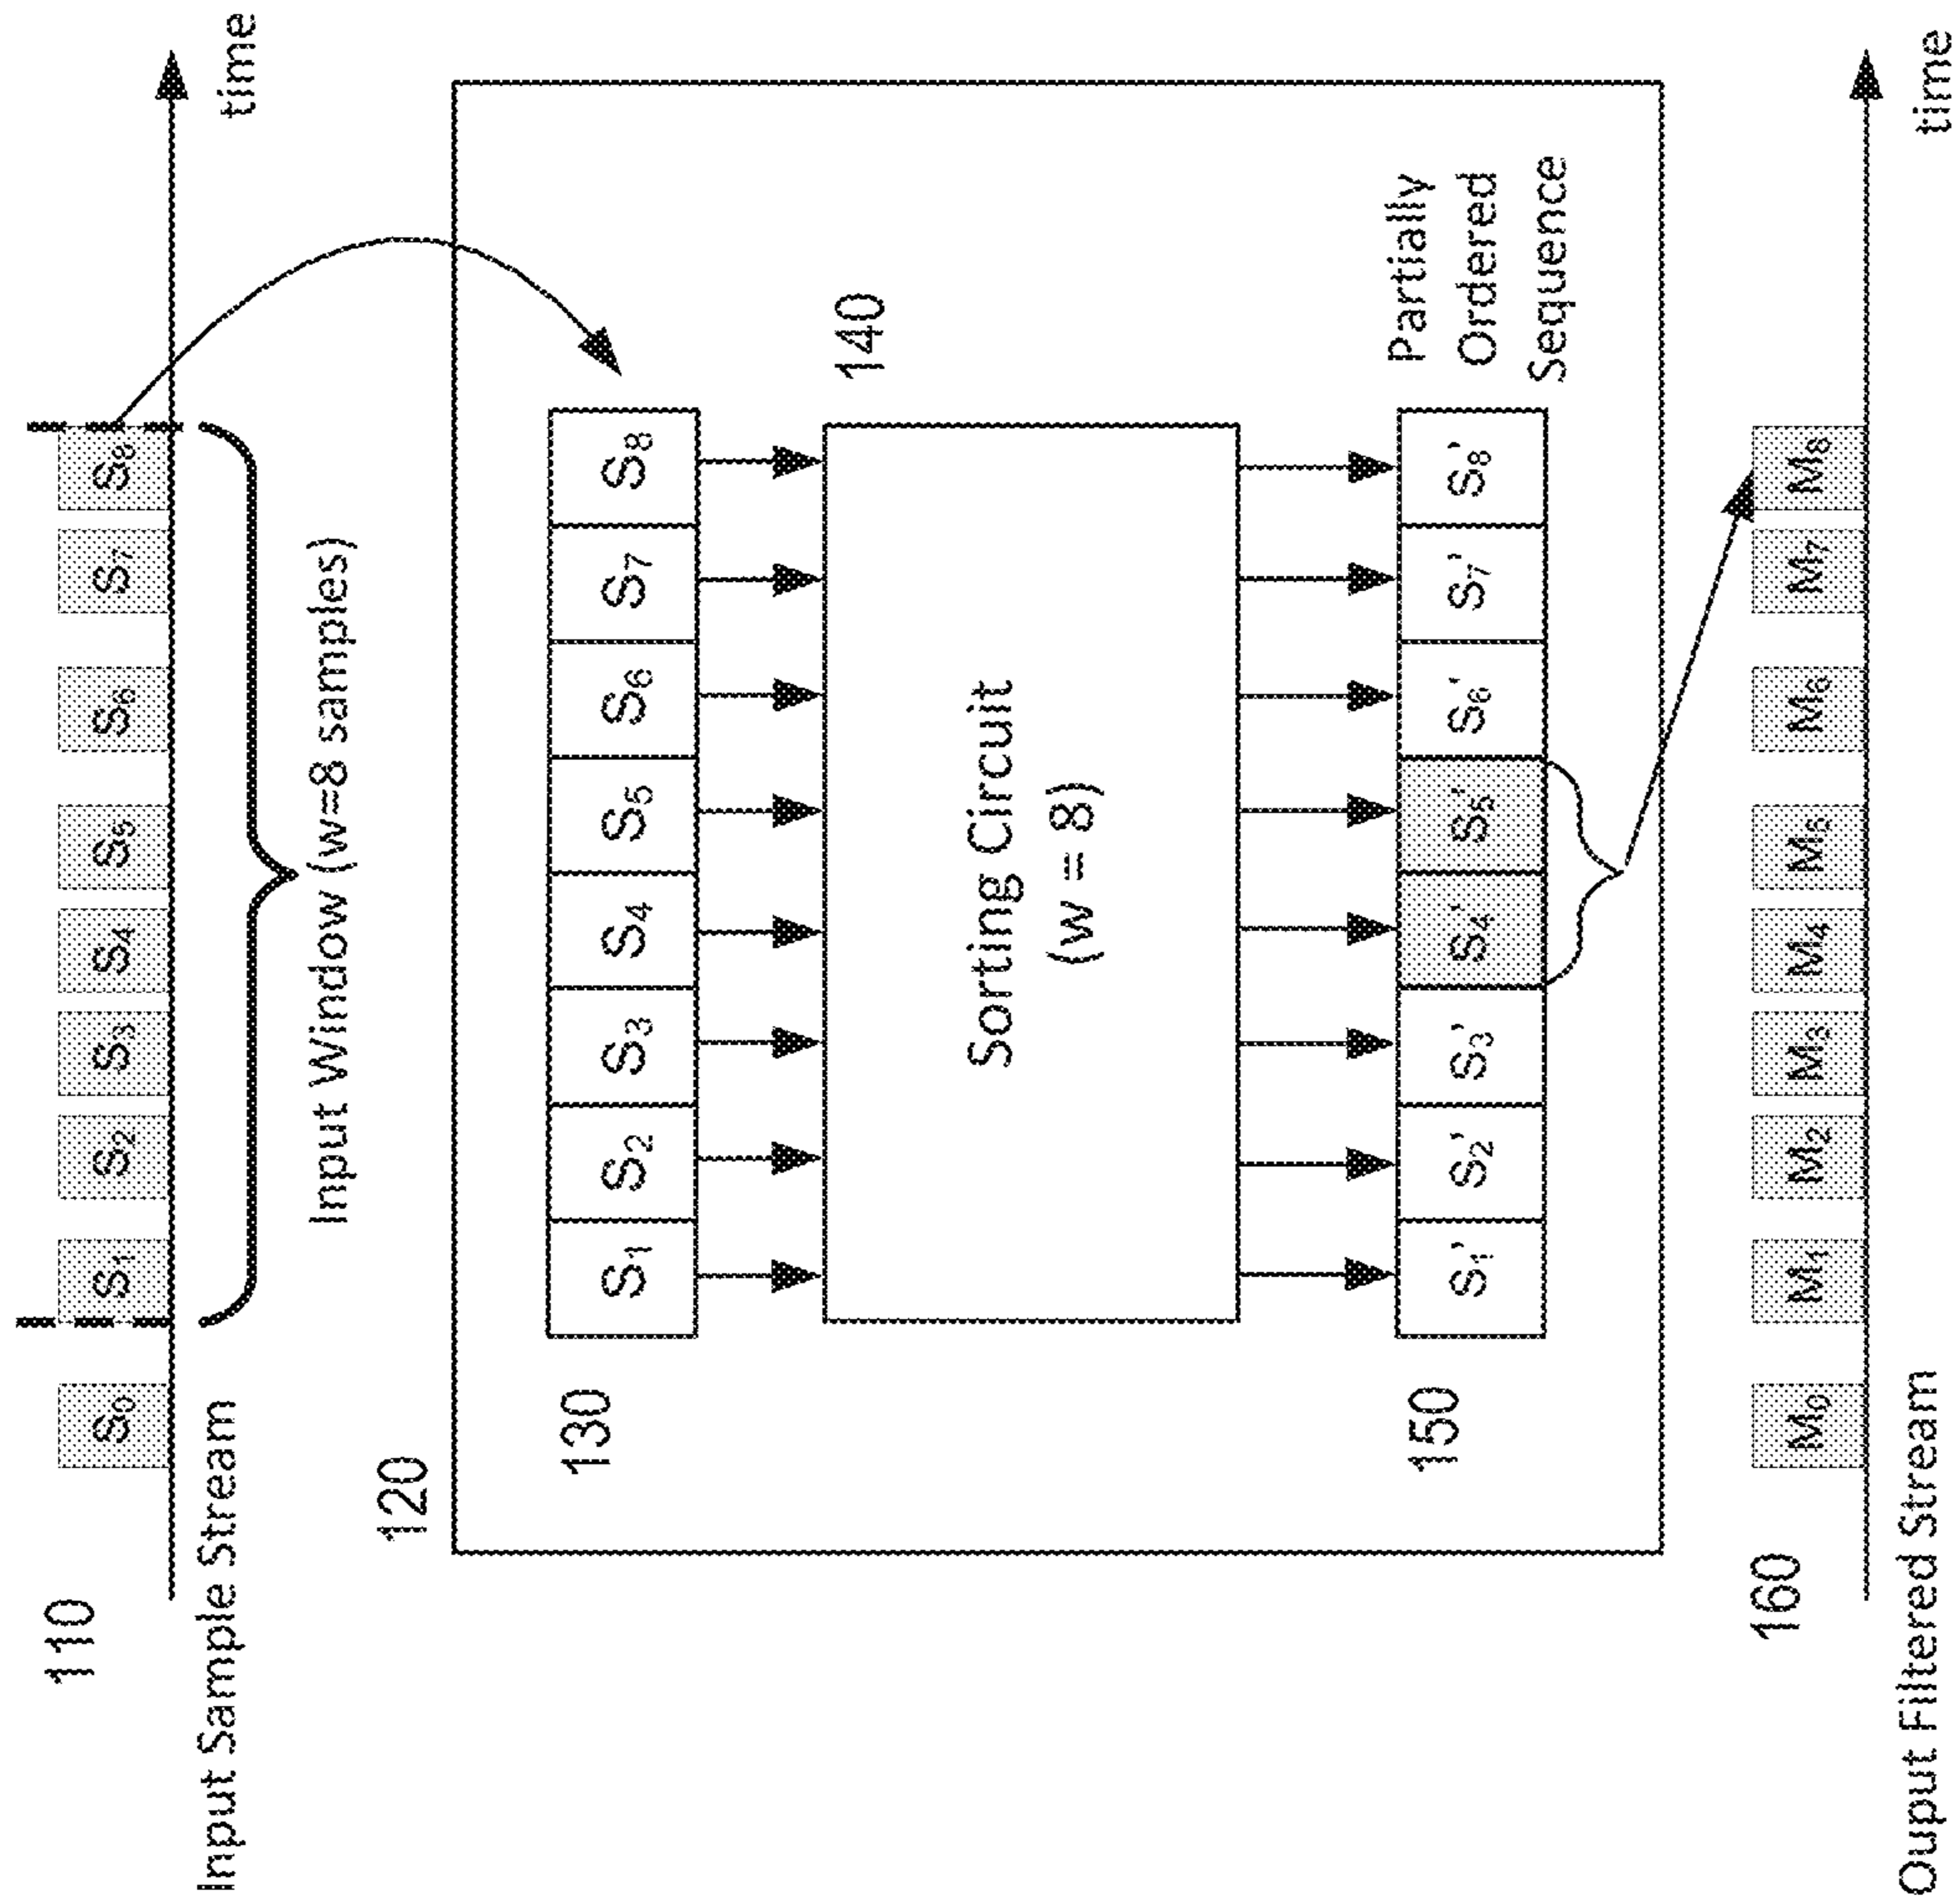 110
S0 S1 S2 S3 S4 S5 S6 S7 S8
time
Input Sample Stream
Input Window (w=8 samples)
120
130
S1 S2 S3 S4 S5 S6 S7 S8
140
Sorting Circuit
(w = 8)
150
S1' S2' S3' S4' S5' S6' S7' S8'
Partially
Ordered
Sequence
160
M0 M1 M2 M3 M4 M5 M6 M7 M8
time
Ouput Filtered Stream